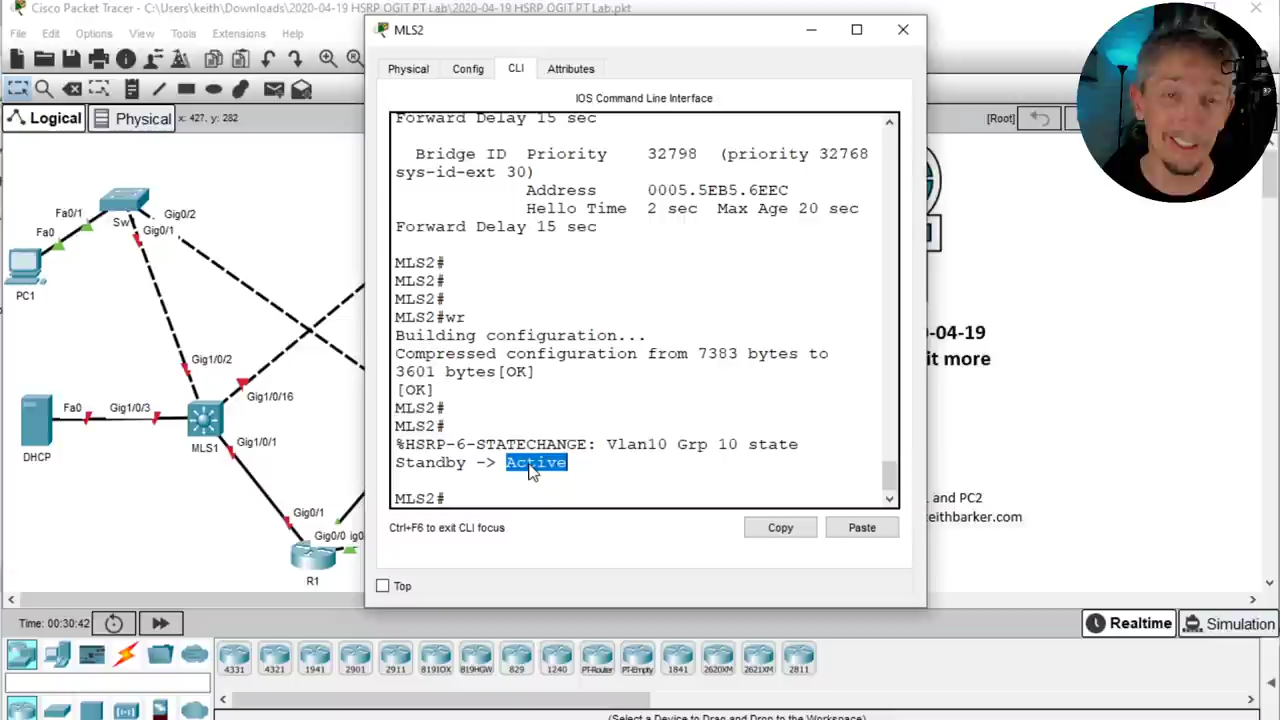 Cisco Packet Tracer - C:\Users\keith\Downloads\2020-04-19 HSRP OGIT PT Lab\2020-04-19 HSRP OGIT PT Lab.pkt
File Edit Options View Tools Extensions Help
Logical Physical x: 427, y: 282
[Root]
MLS2
Physical Config CLI Attributes
IOS Command Line Interface
Forward Delay 15 sec
Bridge ID Priority 32798 (priority 32768
sys-id-ext 30)
Address 0005.5EB5.6EEC
Hello Time 2 sec Max Age 20 sec
Forward Delay 15 sec
MLS2#
MLS2#
MLS2#
MLS2#wr
Building configuration...
Compressed configuration from 7383 bytes to
3601 bytes[OK]
[OK]
MLS2#
MLS2#
%HSRP-6-STATECHANGE: Vlan10 Grp 10 state
Standby -> Active
MLS2#
Ctrl+F6 to exit CLI focus
Copy Paste
Top
Fa0/1
Fa0
PC1
Sw
Gig0/2
Gig0/1
Gig1/0/2
Gig1/0/16
Fa0
Gig1/0/3
DHCP
MLS1
Gig1/0/1
Gig0/1
Gig0/0
ig0
R1
0-04-19
it more
and PC2
eithbarker.com
Time: 00:30:42
Realtime Simulation
4331 4321 1941 2901 2911 819IOX 819HGW 829 1240 PT-Router PT-Empty 1841 2620XM 2621XM 2811
(Select a Device to Drag and Drop to the Workspace)